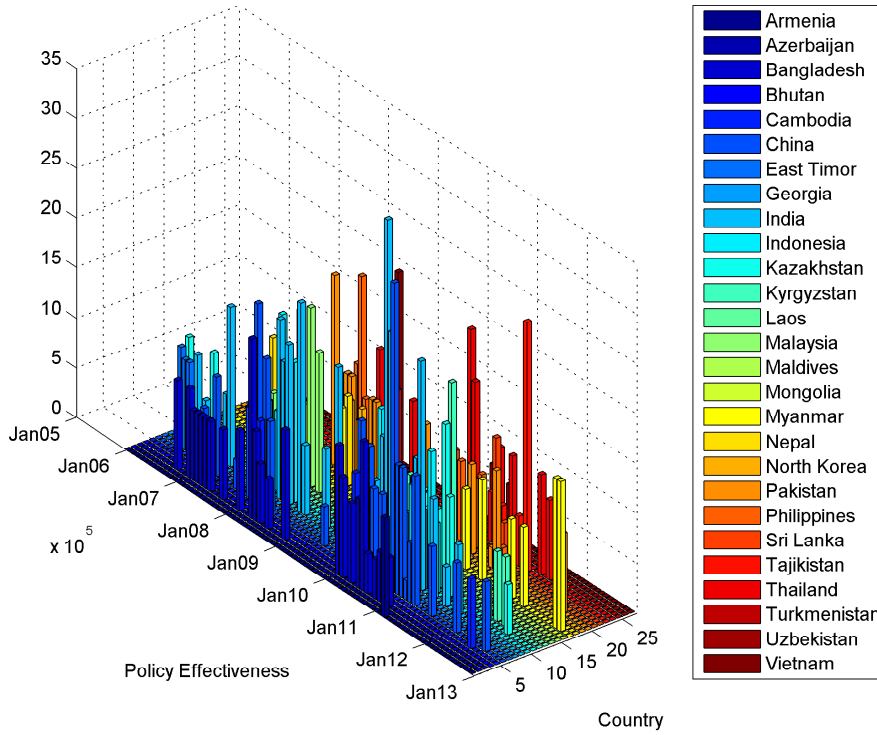 35
30
25
20
15
10
5
0
Jan05
Jan06
Jan07
Jan08
Jan09
Jan10
Jan11
Jan12
Jan13
x 10^5
Policy Effectiveness
5
10
15
20
25
Country
Armenia
Azerbaijan
Bangladesh
Bhutan
Cambodia
China
East Timor
Georgia
India
Indonesia
Kazakhstan
Kyrgyzstan
Laos
Malaysia
Maldives
Mongolia
Myanmar
Nepal
North Korea
Pakistan
Philippines
Sri Lanka
Tajikistan
Thailand
Turkmenistan
Uzbekistan
Vietnam